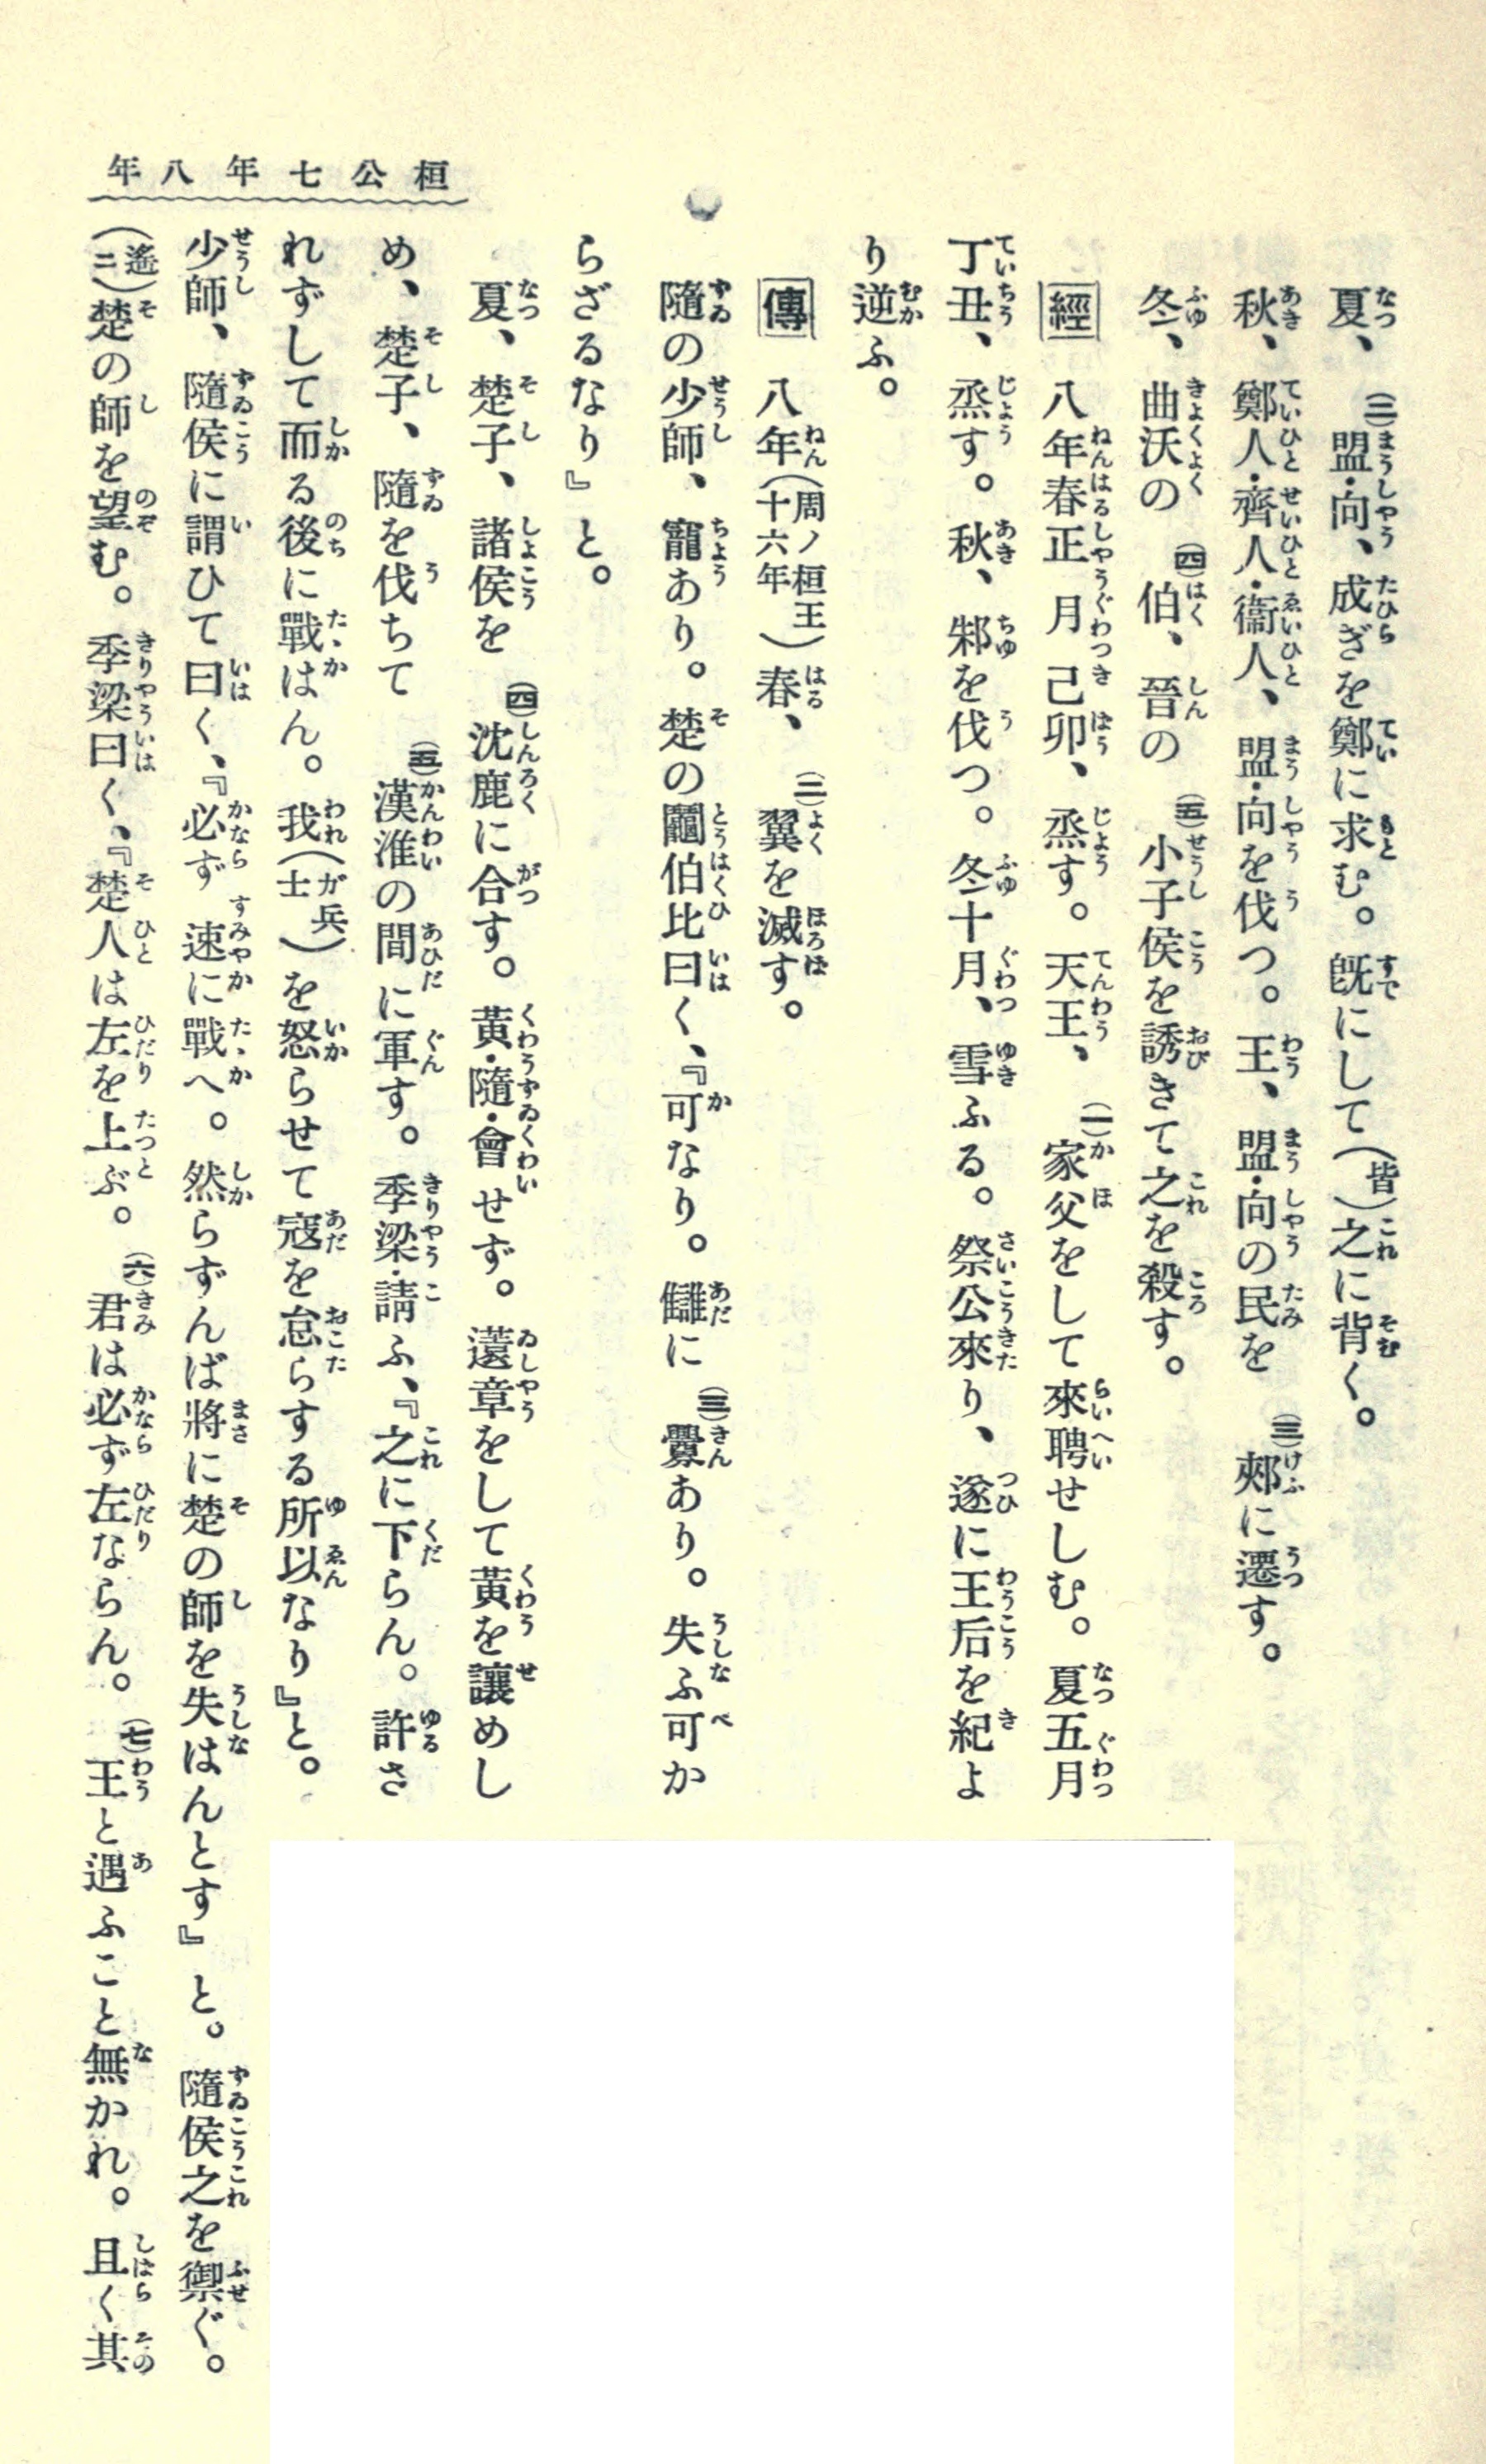 桓公七年八年
夏、(二)盟・向、成ぎを鄭に求む。既にして(皆)之に背く。
秋、鄭人・齊人・衞人、盟・向を伐つ。王、盟・向の民を(三)郟に遷す。
冬、曲沃の(四)伯、晉の(五)小子侯を誘きて之を殺す。
經 八年春正月己卯、烝す。天王、(一)家父をして來聘せしむ。夏五月
丁丑、烝す。秋、邾を伐つ。冬十月、雪ふる。祭公來り、遂に王后を紀よ
り逆ふ。
傳 八年(周ノ桓王十六年)春、(二)翼を滅す。
隨の少師、寵あり。楚の鬭伯比曰く、『可なり。讎に(三)釁あり。失ふ可か
らざるなり』と。
夏、楚子、諸侯を(四)沈鹿に合す。黃・隨・會せず。薳章をして黃を讓めし
め、楚子、隨を伐ちて(五)漢淮の間に軍す。季梁・請ふ、『之に下らん。許さ
れずして而る後に戰はん。我(ガ兵士)を怒らせて寇を怠らする所以なり』と。
少師、隨侯に謂ひて曰く、『必ず速に戰へ。然らずんば將に楚の師を失はんとす』と。隨侯之を禦ぐ。
(遙ニ)楚の師を望む。季梁曰く、『楚人は左を上ぶ。(六)君は必ず左ならん。(七)王と遇ふこと無かれ。且く其